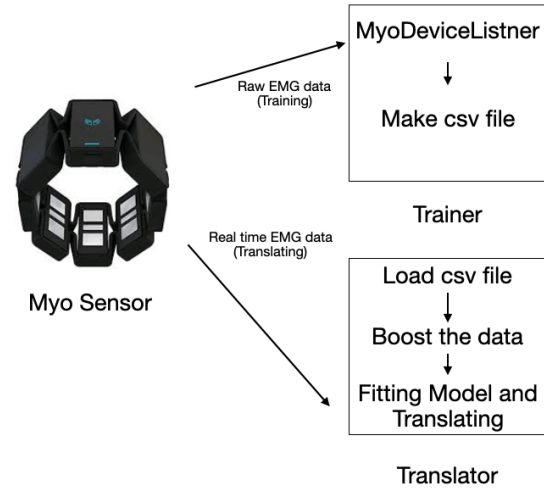 MyoDeviceListner
Raw EMG data
(Training)
Make csv file
Trainer
Real time EMG data
(Translating)
Load csv file
Myo Sensor
Boost the data
Fitting Model and
Translating
Translator